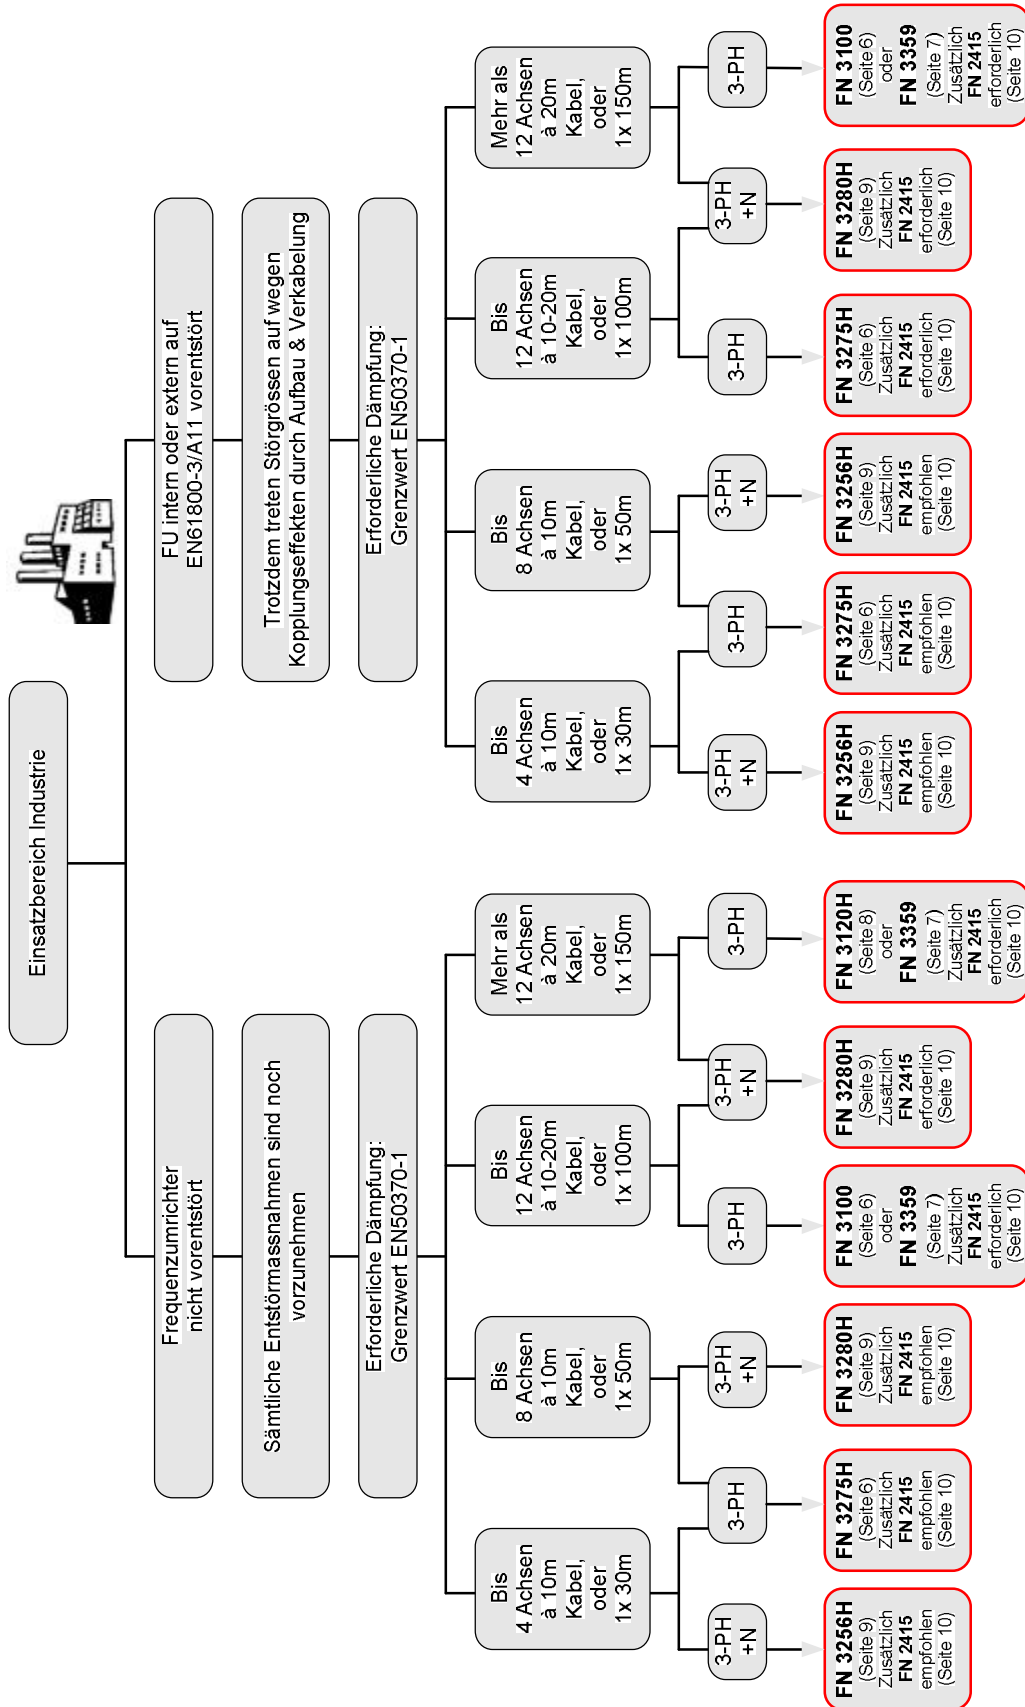 Einsatzbereich Industrie
Frequenzumrichter
nicht vorentstört
Sämtliche Entstörmassnahmen sind noch
vorzunehmen
Erforderliche Dämpfung:
Grenzwert EN50370-1
Bis
4 Achsen
à 10m
Kabel,
oder
1x 30m
Bis
8 Achsen
à 10m
Kabel,
oder
1x 50m
Bis
12 Achsen
à 10-20m
Kabel,
oder
1x 100m
Mehr als
12 Achsen
à 20m
Kabel,
oder
1x 150m
3-PH
+N
3-PH
3-PH
+N
3-PH
3-PH
+N
3-PH
FN 3256H
(Seite 9)
Zusätzlich
FN 2415
empfohlen
(Seite 10)
FN 3275H
(Seite 6)
Zusätzlich
FN 2415
empfohlen
(Seite 10)
FN 3280H
(Seite 9)
Zusätzlich
FN 2415
empfohlen
(Seite 10)
FN 3100
(Seite 6)
oder
FN 3359
(Seite 7)
Zusätzlich
FN 2415
erforderlich
(Seite 10)
FN 3280H
(Seite 9)
Zusätzlich
FN 2415
erforderlich
(Seite 10)
FN 3120H
(Seite 8)
oder
FN 3359
(Seite 7)
Zusätzlich
FN 2415
erforderlich
(Seite 10)
FU intern oder extern auf
EN61800-3/A11 vorentstört
Trotzdem treten Störgrössen auf wegen
Kopplungseffekten durch Aufbau & Verkabelung
Erforderliche Dämpfung:
Grenzwert EN50370-1
Bis
4 Achsen
à 10m
Kabel,
oder
1x 30m
Bis
8 Achsen
à 10m
Kabel,
oder
1x 50m
Bis
12 Achsen
à 10-20m
Kabel,
oder
1x 100m
Mehr als
12 Achsen
à 20m
Kabel,
oder
1x 150m
3-PH
+N
3-PH
3-PH
+N
3-PH
3-PH
+N
3-PH
FN 3256H
(Seite 9)
Zusätzlich
FN 2415
empfohlen
(Seite 10)
FN 3275H
(Seite 6)
Zusätzlich
FN 2415
empfohlen
(Seite 10)
FN 3256H
(Seite 9)
Zusätzlich
FN 2415
empfohlen
(Seite 10)
FN 3275H
(Seite 6)
Zusätzlich
FN 2415
erforderlich
(Seite 10)
FN 3280H
(Seite 9)
Zusätzlich
FN 2415
erforderlich
(Seite 10)
FN 3100
(Seite 6)
oder
FN 3359
(Seite 7)
Zusätzlich
FN 2415
erforderlich
(Seite 10)